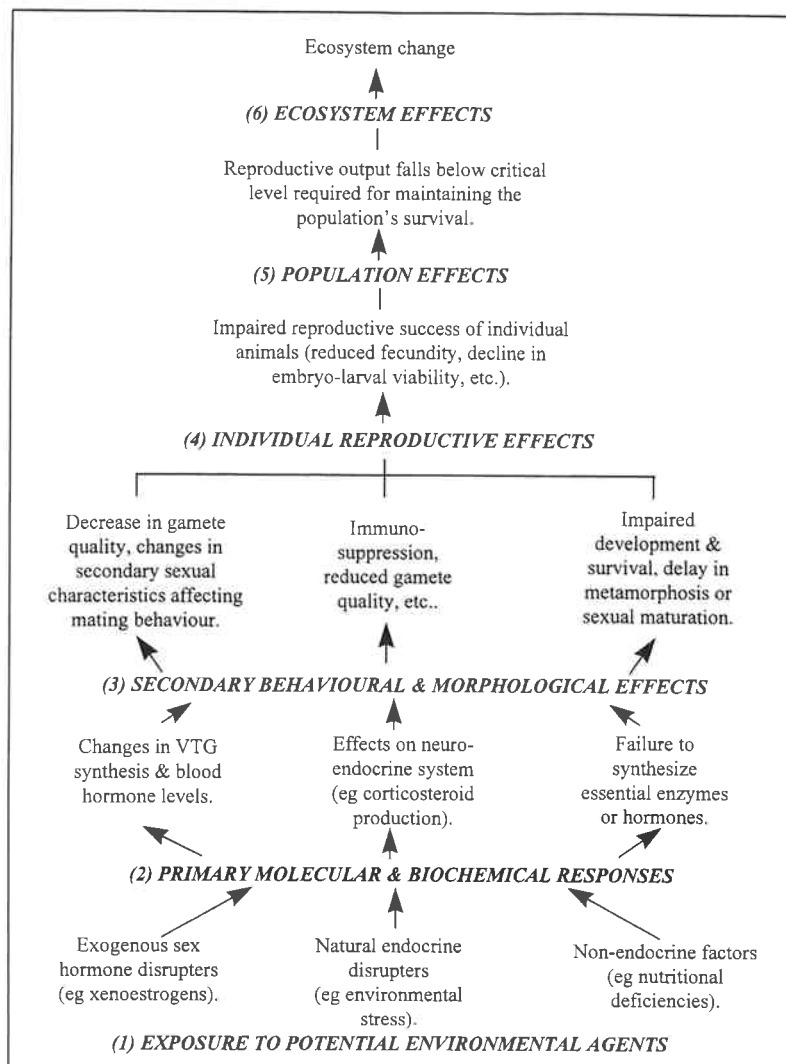 Ecosystem change
(6) ECOSYSTEM EFFECTS
Reproductive output falls below critical
level required for maintaining the
population's survival.
(5) POPULATION EFFECTS
Impaired reproductive success of individual
animals (reduced fecundity, decline in
embryo-larval viability, etc.).
(4) INDIVIDUAL REPRODUCTIVE EFFECTS
Decrease in gamete
quality, changes in
secondary sexual
characteristics affecting
mating behaviour.
Immuno-
suppression,
reduced gamete
quality, etc..
Impaired
development &
survival, delay in
metamorphosis or
sexual maturation.
(3) SECONDARY BEHAVIOURAL & MORPHOLOGICAL EFFECTS
Changes in VTG
synthesis & blood
hormone levels.
Effects on neuro-
endocrine system
(eg corticosteroid
production).
Failure to
synthesize
essential enzymes
or hormones.
(2) PRIMARY MOLECULAR & BIOCHEMICAL RESPONSES
Exogenous sex
hormone disrupters
(eg xenoestrogens).
Natural endocrine
disrupters
(eg environmental
stress).
Non-endocrine factors
(eg nutritional
deficiencies).
(1) EXPOSURE TO POTENTIAL ENVIRONMENTAL AGENTS